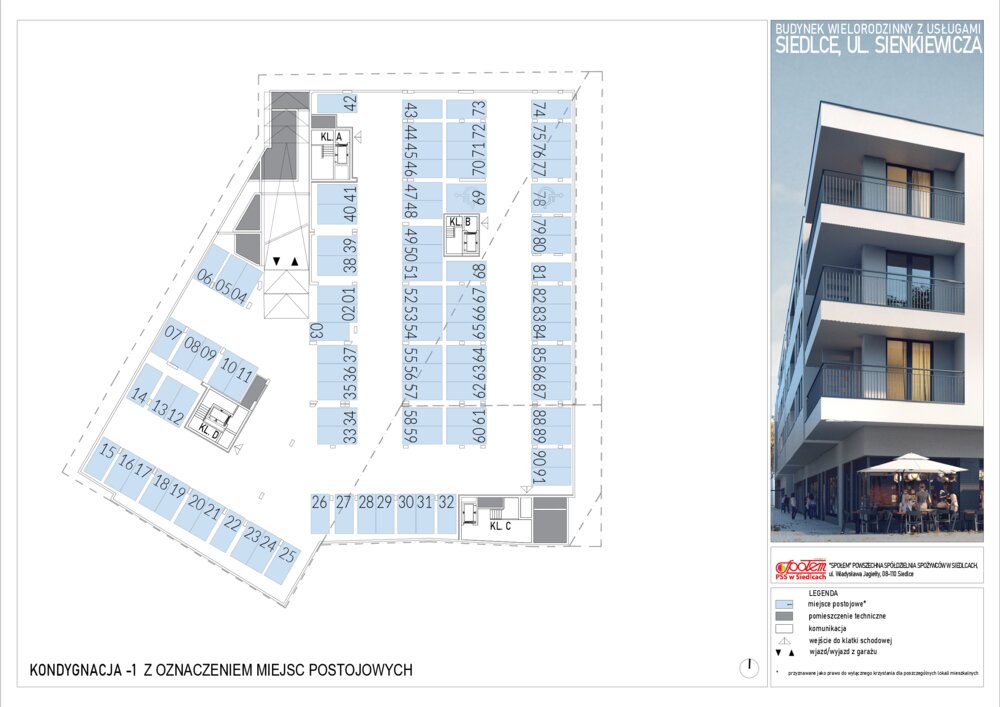 BUDYNEK WIELORODZINNY Z USŁUGAMI
SIEDLCE, UL. SIENKIEWICZA
42
43
73
74
KL. A
44 45 46
70 71 72
75 76 77
40 41
47 48
69
78
KL. B
38 39
49 50 51
79 80
68
81
06 05 04
02 01
03
52 53 54
65 66 67
82 83 84
07
08 09
10 11
35 36 37
55 56 57
62 63 64
85 86 87
14
13 12
KL. D
33 34
58 59
60 61
88 89
15
16 17
18 19
20 21
22
23 24
25
90 91
26
27
28 29
30 31
32
KL. C
Społem
PSS w Siedlcach
"SPOŁEM" POWSZECHNA SPÓŁDZIELNIA SPOŻYWCÓW W SIEDLCACH,
ul. Władysława Jagiełły, 08-110 Siedlce
LEGENDA
miejsce postojowe*
pomieszczenie techniczne
komunikacja
wejście do klatki schodowej
wjazd/wyjazd z garażu
* przyznawane jako prawo do wyłącznego krzystania dla poszczególnych lokali mieszkalnych
KONDYGNACJA -1 Z OZNACZENIEM MIEJSC POSTOJOWYCH